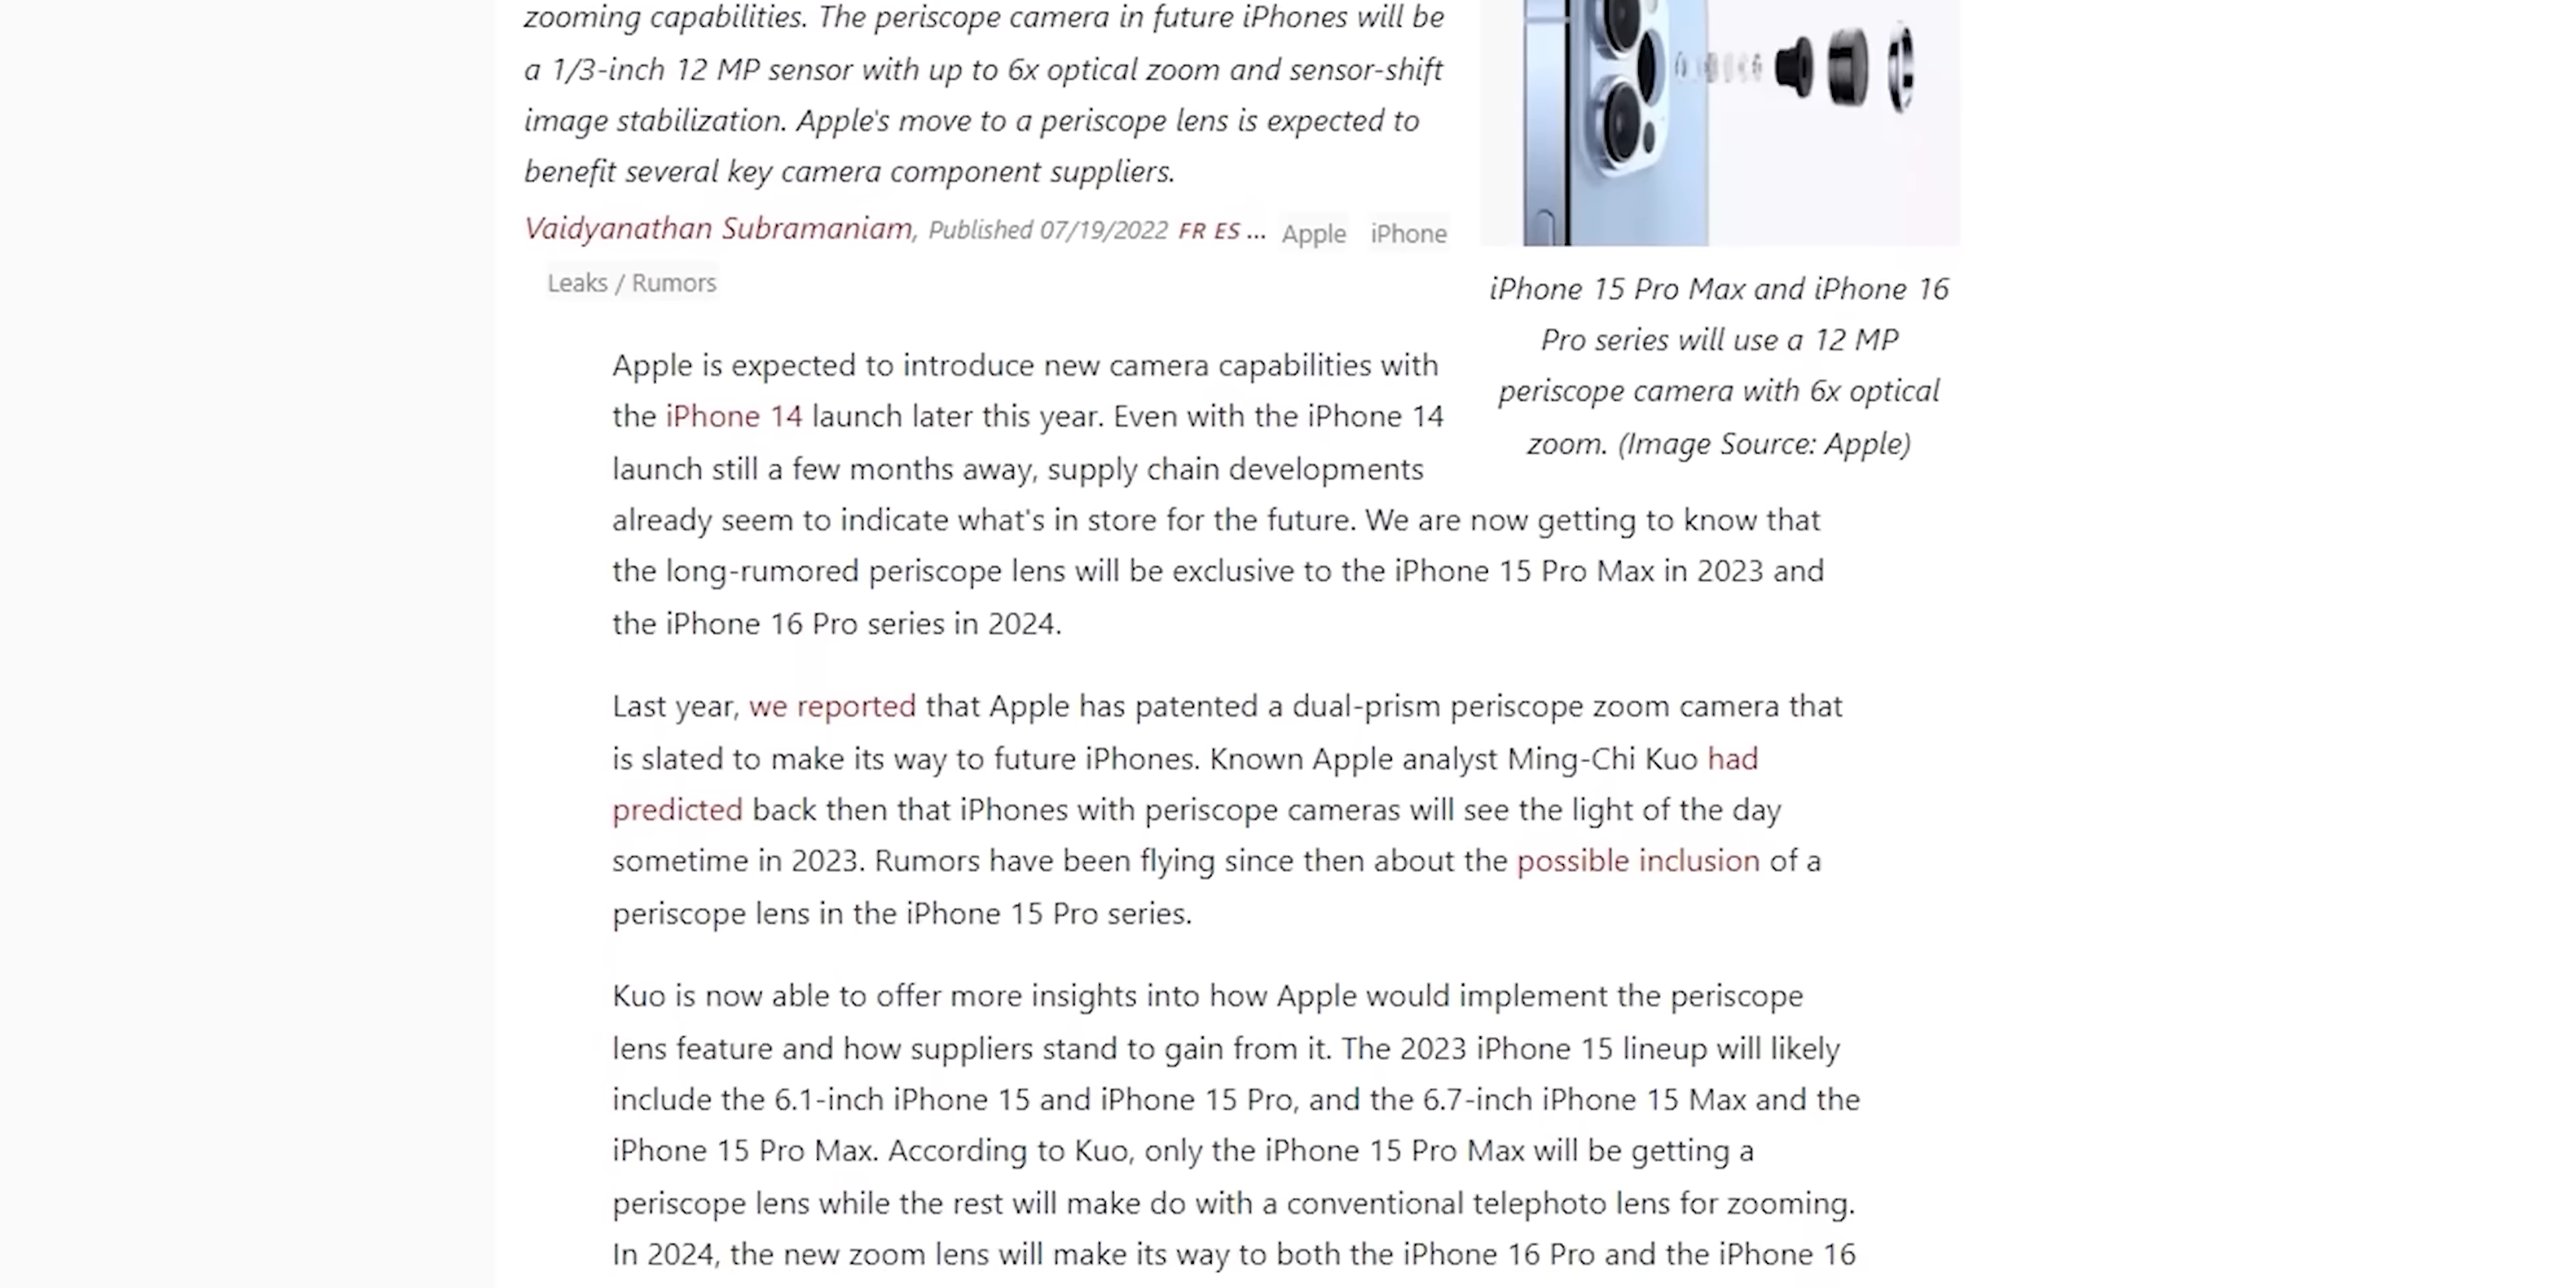 zooming capabilities. The periscope camera in future iPhones will be
a 1/3-inch 12 MP sensor with up to 6x optical zoom and sensor-shift
image stabilization. Apple's move to a periscope lens is expected to
benefit several key camera component suppliers.
Vaidyanathan Subramaniam, Published 07/19/2022 FR ES ... Apple iPhone
Leaks / Rumors
iPhone 15 Pro Max and iPhone 16
Pro series will use a 12 MP
periscope camera with 6x optical
zoom. (Image Source: Apple)
Apple is expected to introduce new camera capabilities with
the iPhone 14 launch later this year. Even with the iPhone 14
launch still a few months away, supply chain developments
already seem to indicate what's in store for the future. We are now getting to know that
the long-rumored periscope lens will be exclusive to the iPhone 15 Pro Max in 2023 and
the iPhone 16 Pro series in 2024.
Last year, we reported that Apple has patented a dual-prism periscope zoom camera that
is slated to make its way to future iPhones. Known Apple analyst Ming-Chi Kuo had
predicted back then that iPhones with periscope cameras will see the light of the day
sometime in 2023. Rumors have been flying since then about the possible inclusion of a
periscope lens in the iPhone 15 Pro series.
Kuo is now able to offer more insights into how Apple would implement the periscope
lens feature and how suppliers stand to gain from it. The 2023 iPhone 15 lineup will likely
include the 6.1-inch iPhone 15 and iPhone 15 Pro, and the 6.7-inch iPhone 15 Max and the
iPhone 15 Pro Max. According to Kuo, only the iPhone 15 Pro Max will be getting a
periscope lens while the rest will make do with a conventional telephoto lens for zooming.
In 2024, the new zoom lens will make its way to both the iPhone 16 Pro and the iPhone 16